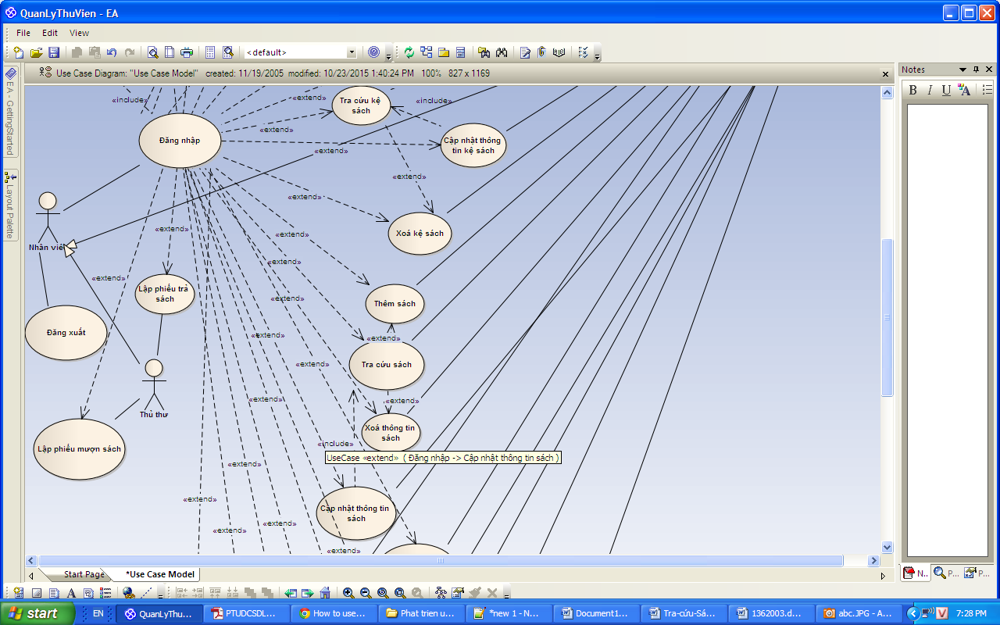 QuanLyThuVien - EA
File Edit View
<default>
Use Case Diagram: "Use Case Model" created: 11/19/2005 modified: 10/23/2015 1:40:24 PM 100% 827 x 1169
Notes
B I U A
EA - GettingStarted
Layout Palette
«include»
«extend»
Tra cứu kệ
sách
«include»
«extend»
Đăng nhập
Cập nhật thông
tin kệ sách
«extend»
«extend»
«extend»
Xoá kệ sách
«extend»
«extend»
Nhân viê
«extend»
«extend»
Lập phiếu trả
sách
«extend»
Thêm sách
Đăng xuất
«extend»
«extend»
«extend»
Tra cứu sách
Thủ thư
«extend»
«extend»
Xoá thông tin
sách
Lập phiếu mượn sách
«include»
UseCase «extend» ( Đăng nhập -> Cập nhật thông tin sách )
«extend»
«extend»
Cập nhật thông tin
sách
«extend»
«extend»
«extend»
Start Page
*Use Case Model
N..
P...
P...
start
EN
QuanLyThu...
PTUDCSDL...
How to use...
Phat trien u...
*new 1 - N...
Document1...
Tra-cứu-Sá...
1362003.d...
abc.JPG - A...
V
7:28 PM